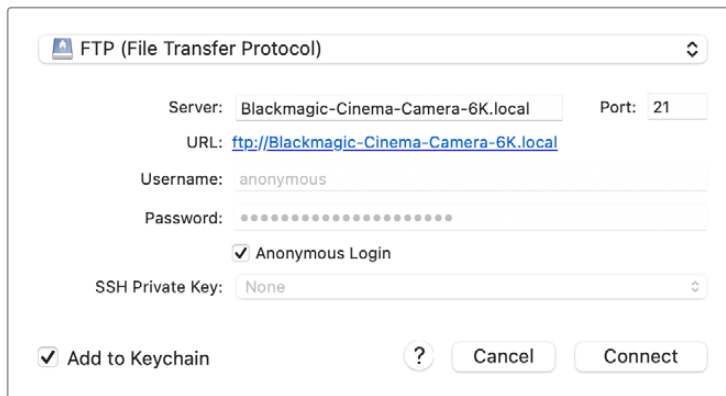 FTP (File Transfer Protocol)
Server: Blackmagic-Cinema-Camera-6K.local Port: 21
URL: ftp://Blackmagic-Cinema-Camera-6K.local
Username: anonymous
Password: ●●●●●●●●●●●●●●●●●●●●●
Anonymous Login
SSH Private Key: None
Add to Keychain ? Cancel Connect